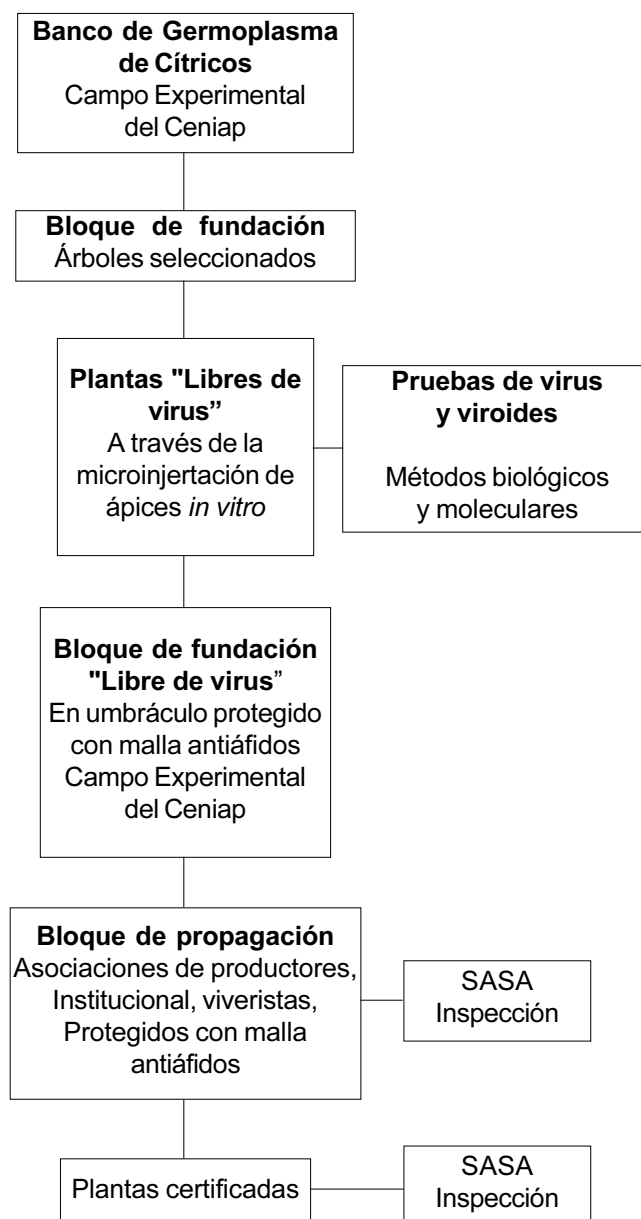 Banco de Germoplasma
de Cítricos
Campo Experimental
del Ceniap
Bloque de fundación
Árboles seleccionados
Plantas "Libres de
virus”
A través de la
microinjertación de
ápices in vitro
Pruebas de virus
y viroides
Métodos biológicos
y moleculares
Bloque de fundación
"Libre de virus”
En umbráculo protegido
con malla antiáfidos
Campo Experimental
del Ceniap
Bloque de propagación
Asociaciones de productores,
Institucional, viveristas,
Protegidos con malla
antiáfidos
SASA
Inspección
Plantas certificadas
SASA
Inspección